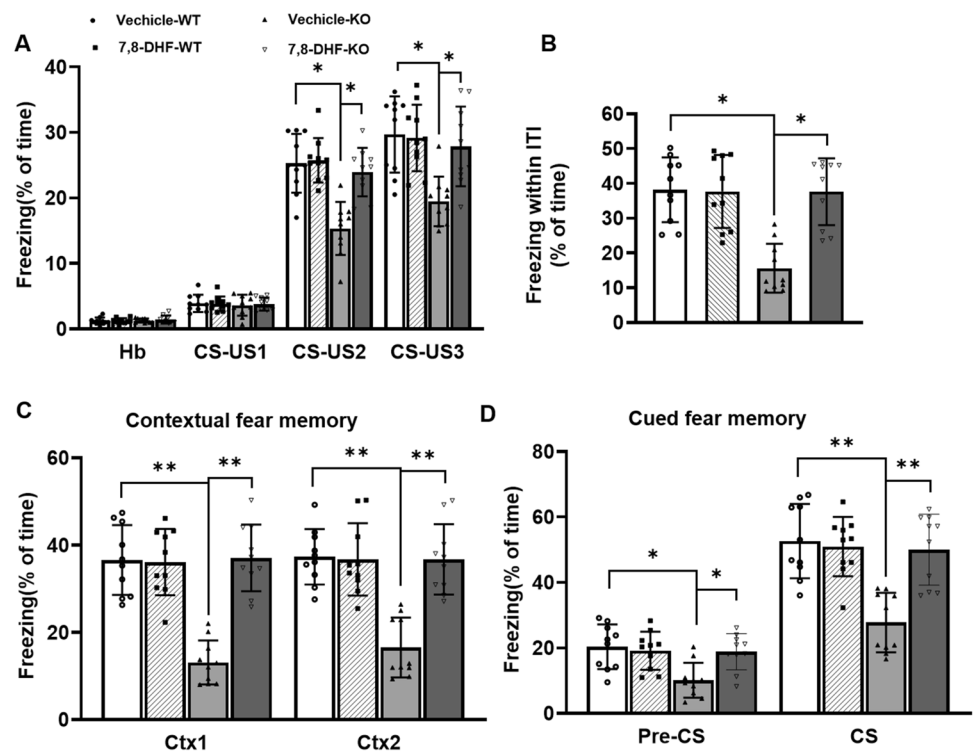 Vechicle-WT
Vechicle-KO
7,8-DHF-WT
7,8-DHF-KO
A
Freezing(% of time)
40
30
20
10
0
*
*
*
*
Hb
CS-US1
CS-US2
CS-US3
B
Freezing within ITI
(% of time)
60
50
40
30
20
10
0
*
*
C
Contextual fear memory
Freezing(% of time)
60
40
20
0
**
**
**
**
Ctx1
Ctx2
D
Cued fear memory
Freezing(% of time)
80
60
40
20
0
*
*
**
**
Pre-CS
CS